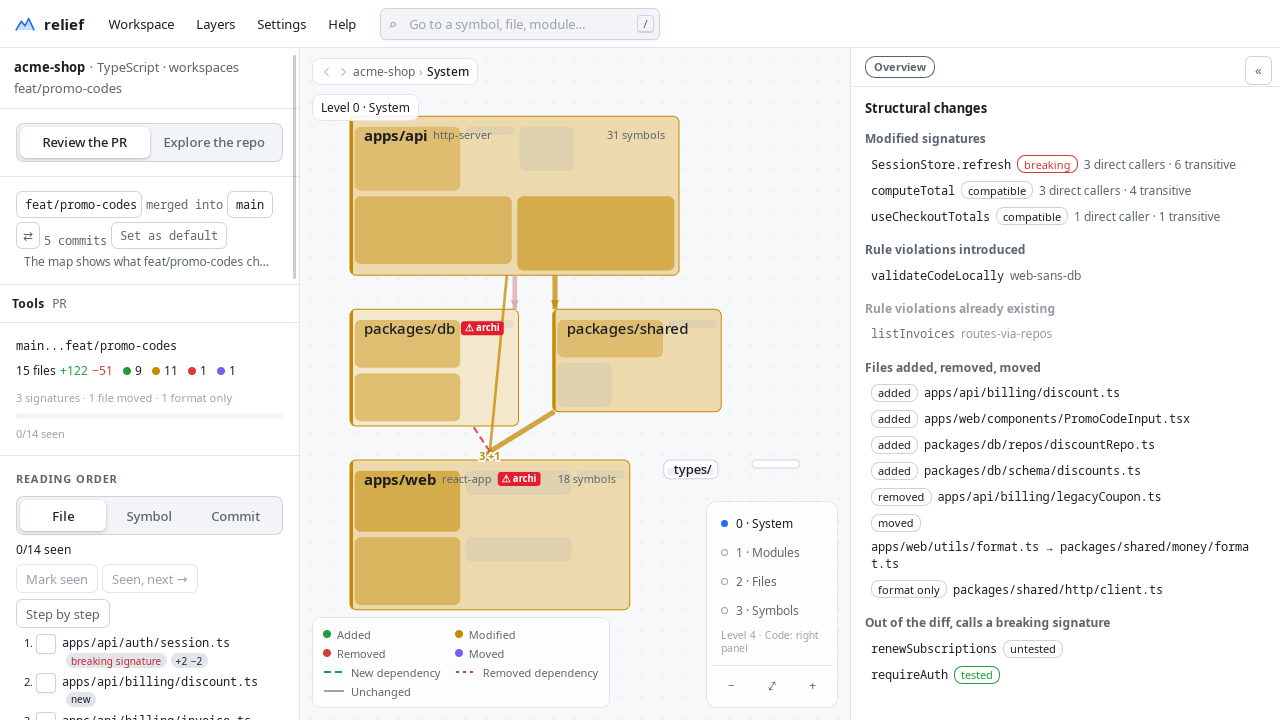 relief Workspace Layers Settings Help Go to a symbol, file, module... /
acme-shop · TypeScript · workspaces
feat/promo-codes
Review the PR Explore the repo
feat/promo-codes merged into main
⇄ 5 commits Set as default
The map shows what feat/promo-codes ch...
Tools PR
main...feat/promo-codes
15 files +122 −51 9 11 1 1
3 signatures · 1 file moved · 1 format only
0/14 seen
READING ORDER
File Symbol Commit
0/14 seen
Mark seen Seen, next →
Step by step
1. apps/api/auth/session.ts
breaking signature +2 −2
2. apps/api/billing/discount.ts
new
3. apps/api/billing/invoice.ts
‹ › acme-shop › System
Level 0 · System
apps/api http-server 31 symbols
packages/db ⚠ archi
packages/shared
3+1
apps/web react-app ⚠ archi 18 symbols
types/
0 · System
1 · Modules
2 · Files
3 · Symbols
Level 4 · Code: right
panel
− ⤢ +
Added Modified
Removed Moved
New dependency Removed dependency
Unchanged
Overview «
Structural changes
Modified signatures
SessionStore.refresh breaking 3 direct callers · 6 transitive
computeTotal compatible 3 direct callers · 4 transitive
useCheckoutTotals compatible 1 direct caller · 1 transitive
Rule violations introduced
validateCodeLocally web-sans-db
Rule violations already existing
listInvoices routes-via-repos
Files added, removed, moved
added apps/api/billing/discount.ts
added apps/web/components/PromoCodeInput.tsx
added packages/db/repos/discountRepo.ts
added packages/db/schema/discounts.ts
removed apps/api/billing/legacyCoupon.ts
moved
apps/web/utils/format.ts → packages/shared/money/forma
t.ts
format only packages/shared/http/client.ts
Out of the diff, calls a breaking signature
renewSubscriptions untested
requireAuth tested